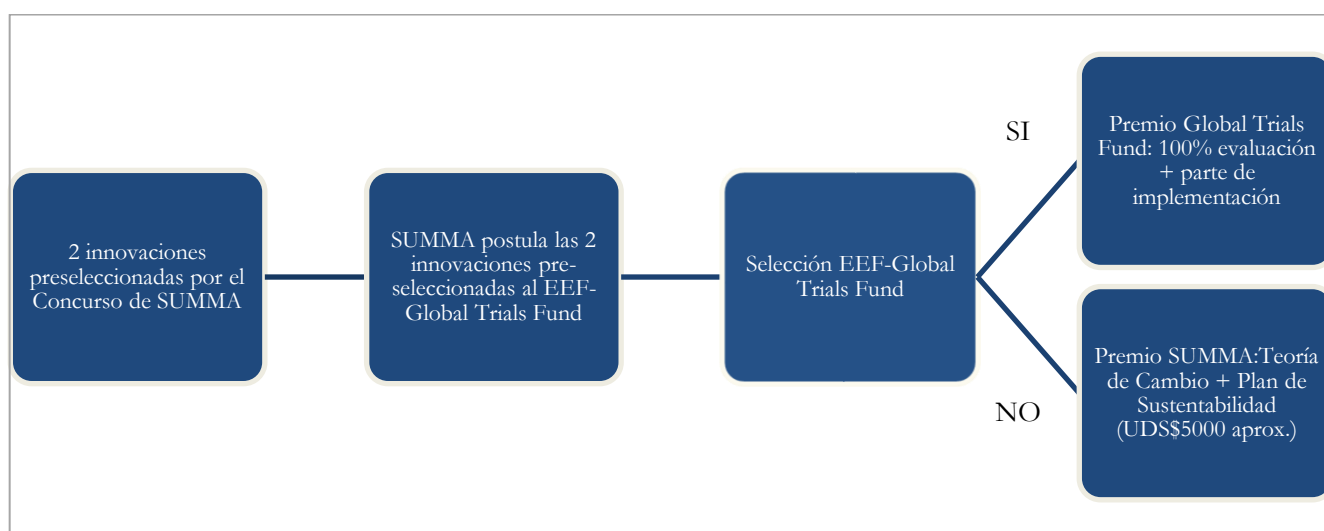 2 innovaciones
preseleccionadas por el
Concurso de SUMMA
SUMMA postula las 2
innovaciones pre-
seleccionadas al EEF-
Global Trials Fund
Selección EEF-Global
Trials Fund
SI
Premio Global Trials
Fund: 100% evaluación
+ parte de
implementación
NO
Premio SUMMA:Teoría
de Cambio + Plan de
Sustentabilidad
(UDS$5000 aprox.)